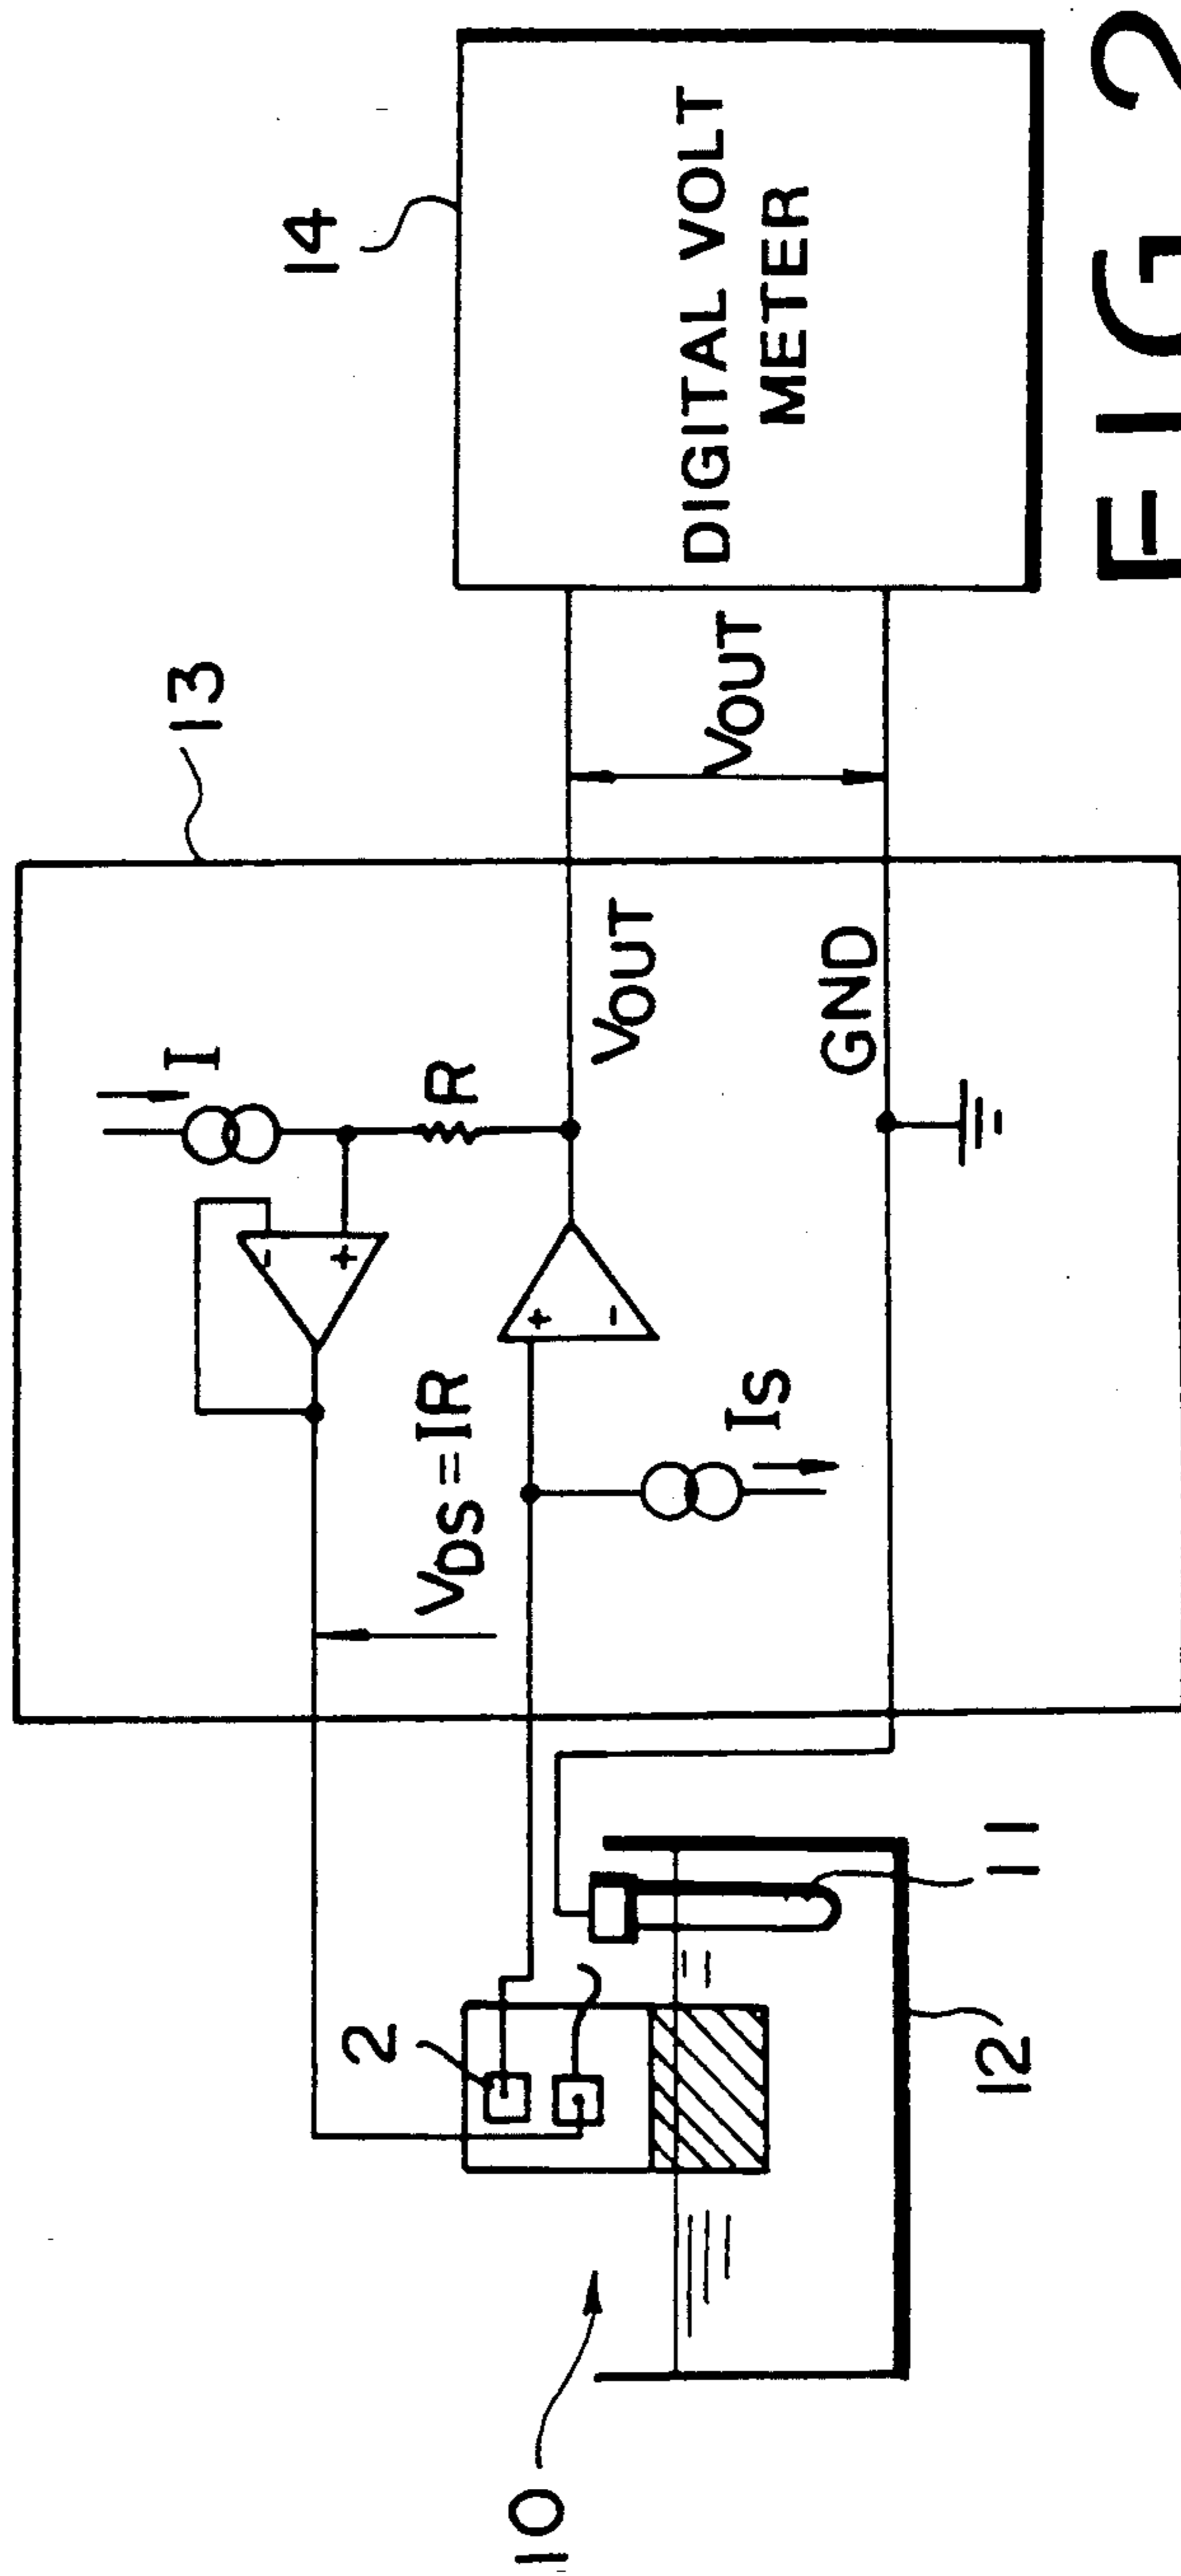 10
2
12
11
13
I
-
+
R
VDS=IR
+
-
IS
VOUT
GND
VOUT
14
DIGITAL VOLT
METER
FIG 2